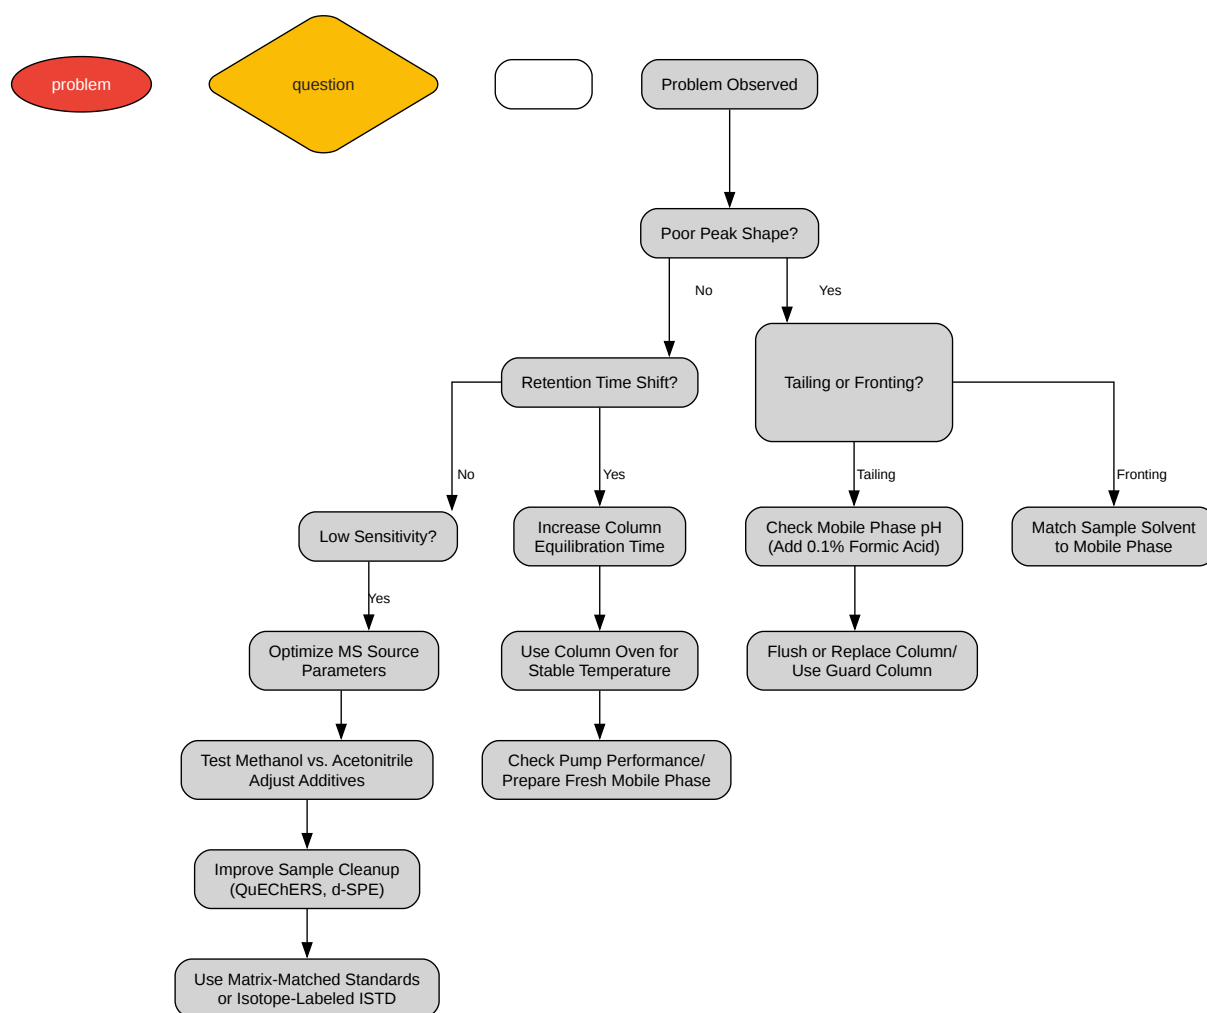 problem
question
Problem Observed
Poor Peak Shape?
No
Yes
Retention Time Shift?
Tailing or Fronting?
No
Yes
Tailing
Fronting
Low Sensitivity?
Increase Column
Equilibration Time
Check Mobile Phase pH
(Add 0.1% Formic Acid)
Match Sample Solvent
to Mobile Phase
Yes
Optimize MS Source
Parameters
Use Column Oven for
Stable Temperature
Flush or Replace Column/
Use Guard Column
Test Methanol vs. Acetonitrile
Adjust Additives
Check Pump Performance/
Prepare Fresh Mobile Phase
Improve Sample Cleanup
(QuEChERS, d-SPE)
Use Matrix-Matched Standards
or Isotope-Labeled ISTD